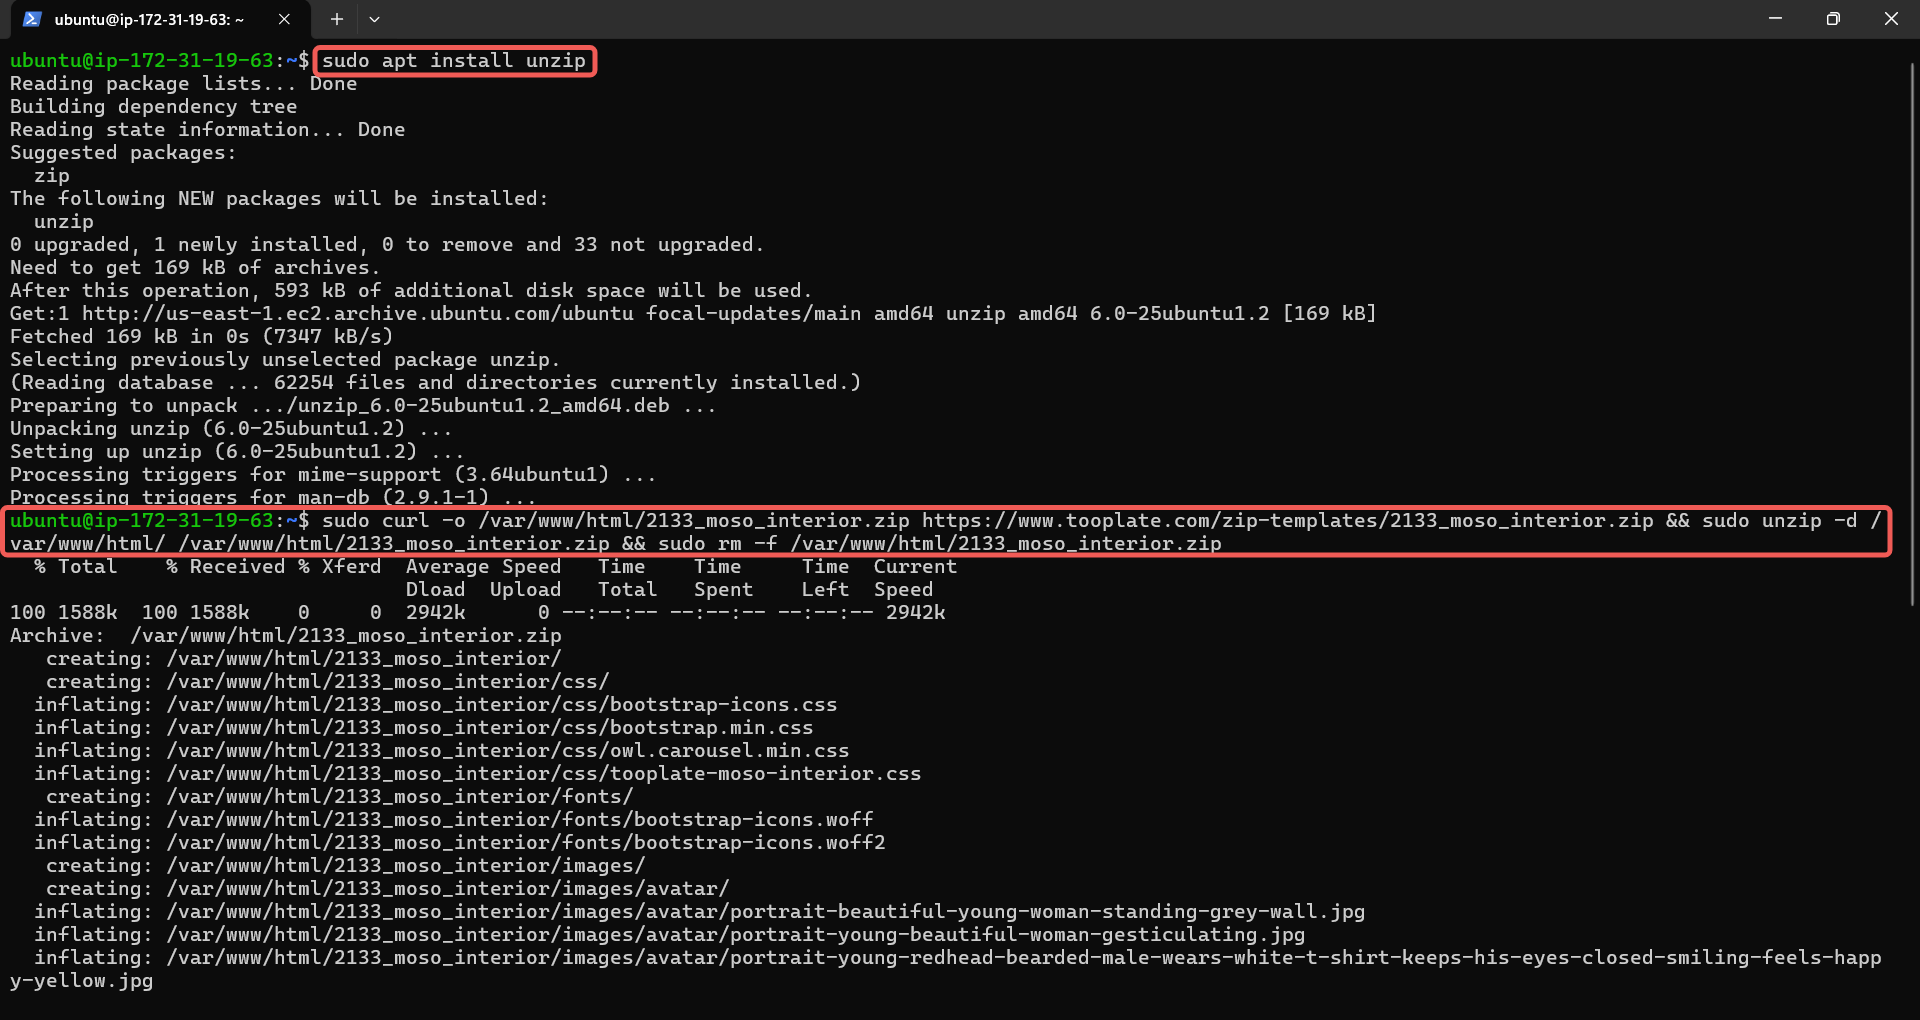 ubuntu@ip-172-31-19-63: ~
ubuntu@ip-172-31-19-63:~$ sudo apt install unzip
Reading package lists... Done
Building dependency tree
Reading state information... Done
Suggested packages:
  zip
The following NEW packages will be installed:
  unzip
0 upgraded, 1 newly installed, 0 to remove and 33 not upgraded.
Need to get 169 kB of archives.
After this operation, 593 kB of additional disk space will be used.
Get:1 http://us-east-1.ec2.archive.ubuntu.com/ubuntu focal-updates/main amd64 unzip amd64 6.0-25ubuntu1.2 [169 kB]
Fetched 169 kB in 0s (7347 kB/s)
Selecting previously unselected package unzip.
(Reading database ... 62254 files and directories currently installed.)
Preparing to unpack .../unzip_6.0-25ubuntu1.2_amd64.deb ...
Unpacking unzip (6.0-25ubuntu1.2) ...
Setting up unzip (6.0-25ubuntu1.2) ...
Processing triggers for mime-support (3.64ubuntu1) ...
Processing triggers for man-db (2.9.1-1) ...
ubuntu@ip-172-31-19-63:~$ sudo curl -o /var/www/html/2133_moso_interior.zip https://www.tooplate.com/zip-templates/2133_moso_interior.zip && sudo unzip -d /
var/www/html/ /var/www/html/2133_moso_interior.zip && sudo rm -f /var/www/html/2133_moso_interior.zip
  % Total    % Received % Xferd  Average Speed   Time    Time     Time  Current
                                 Dload  Upload   Total   Spent    Left  Speed
100 1588k  100 1588k    0     0  2942k      0 --:--:-- --:--:-- --:--:-- 2942k
Archive:  /var/www/html/2133_moso_interior.zip
   creating: /var/www/html/2133_moso_interior/
   creating: /var/www/html/2133_moso_interior/css/
  inflating: /var/www/html/2133_moso_interior/css/bootstrap-icons.css
  inflating: /var/www/html/2133_moso_interior/css/bootstrap.min.css
  inflating: /var/www/html/2133_moso_interior/css/owl.carousel.min.css
  inflating: /var/www/html/2133_moso_interior/css/tooplate-moso-interior.css
   creating: /var/www/html/2133_moso_interior/fonts/
  inflating: /var/www/html/2133_moso_interior/fonts/bootstrap-icons.woff
  inflating: /var/www/html/2133_moso_interior/fonts/bootstrap-icons.woff2
   creating: /var/www/html/2133_moso_interior/images/
   creating: /var/www/html/2133_moso_interior/images/avatar/
  inflating: /var/www/html/2133_moso_interior/images/avatar/portrait-beautiful-young-woman-standing-grey-wall.jpg
  inflating: /var/www/html/2133_moso_interior/images/avatar/portrait-young-beautiful-woman-gesticulating.jpg
  inflating: /var/www/html/2133_moso_interior/images/avatar/portrait-young-redhead-bearded-male-wears-white-t-shirt-keeps-his-eyes-closed-smiling-feels-happ
y-yellow.jpg